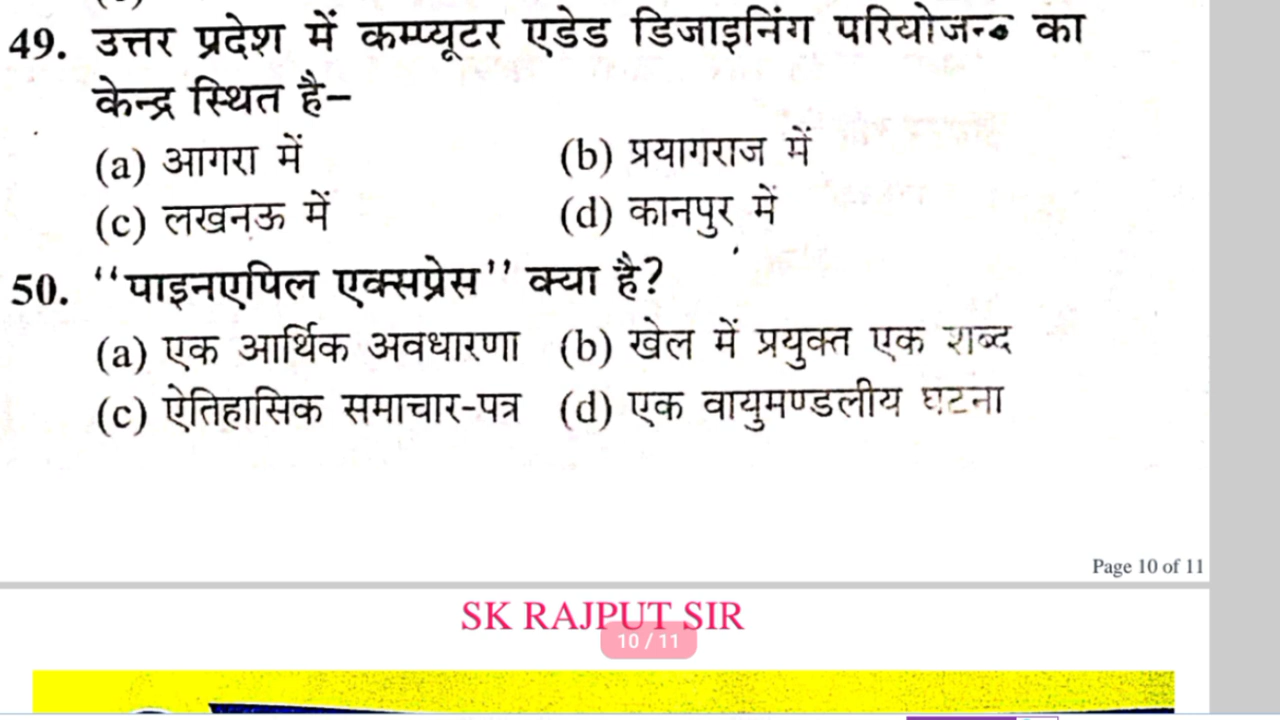 49. उत्तर प्रदेश में कम्प्यूटर एडेड डिजाइनिंग का
केन्द्र स्थित है–
(a) आगरा में (b) प्रयागराज में
(c) लखनऊ में (d) कानपुर में
50. ‘‘पाइनएपिल एक्सप्रेस’’ क्या है?
(a) एक आर्थिक अवधारणा (b) खेल में प्रयुक्त एक शब्द
(c) ऐतिहासिक समाचार-पत्र (d) एक वायुमण्डलीय घटना
Page 10 of 11
SK RAJPUT SIR
10 / 11